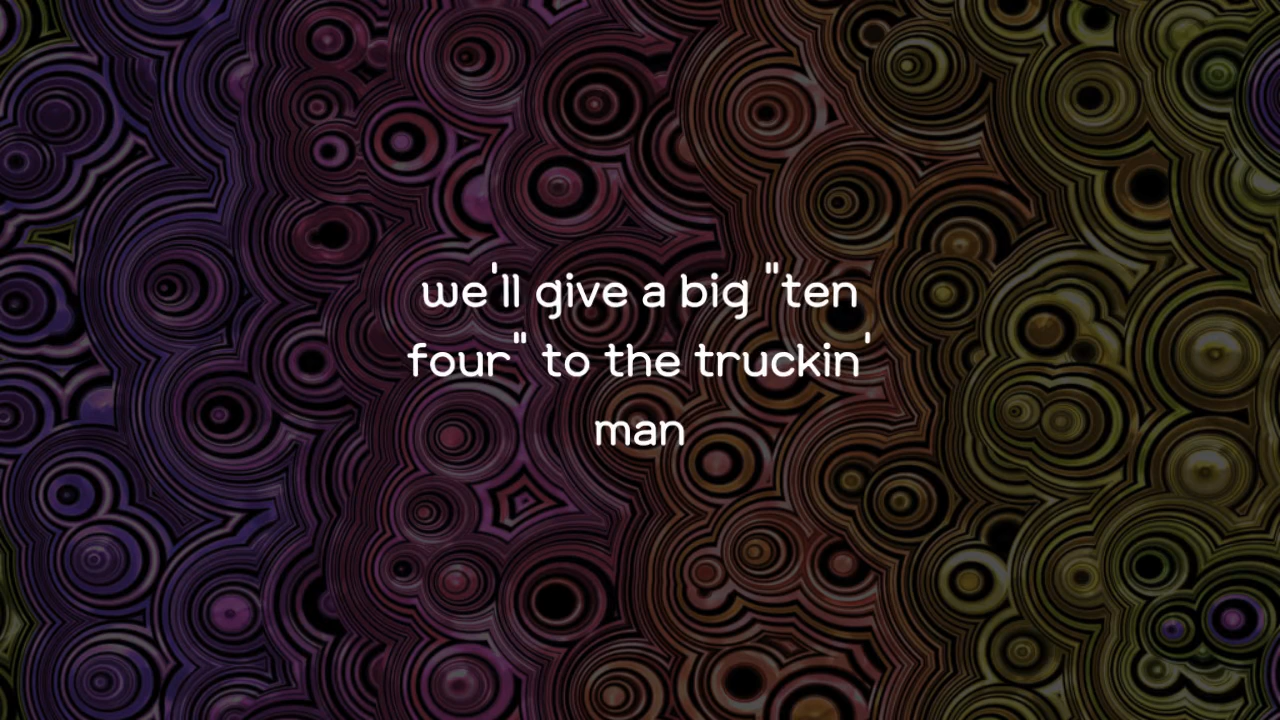 we'll give a big "ten
four" to the truckin'
man